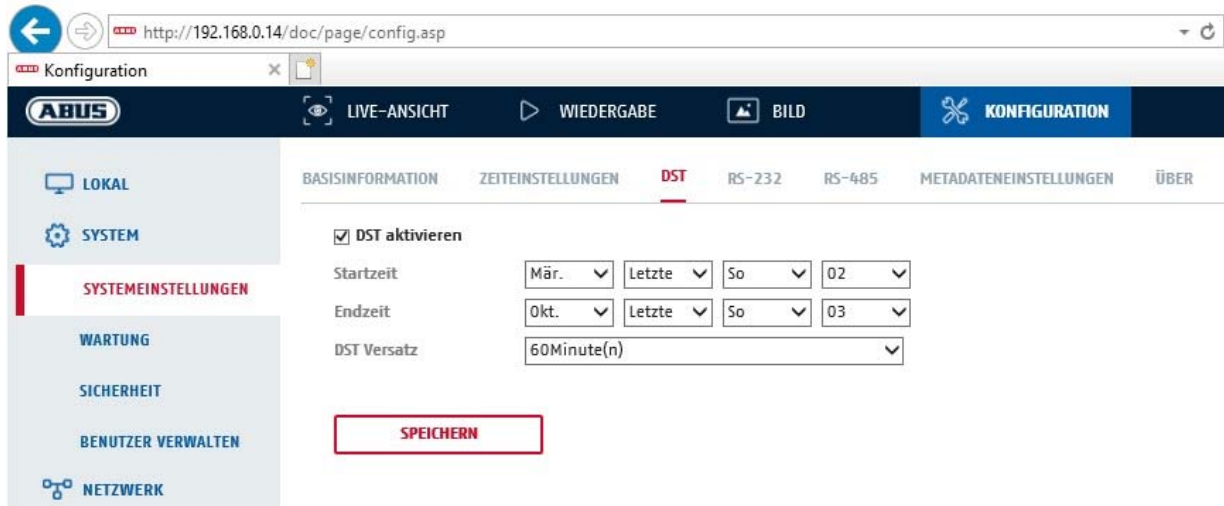 http://192.168.0.14/doc/page/config.asp
Konfiguration
ABUS LIVE-ANSICHT WIEDERGABE BILD KONFIGURATION
LOKAL
SYSTEM
SYSTEMEINSTELLUNGEN
WARTUNG
SICHERHEIT
BENUTZER VERWALTEN
NETZWERK
BASISINFORMATION ZEITEINSTELLUNGEN DST RS-232 RS-485 METADATENEINSTELLUNGEN ÜBER
DST aktivieren
Startzeit Mär. Letzte So 02
Endzeit Okt. Letzte So 03
DST Versatz 60Minute(n)
SPEICHERN